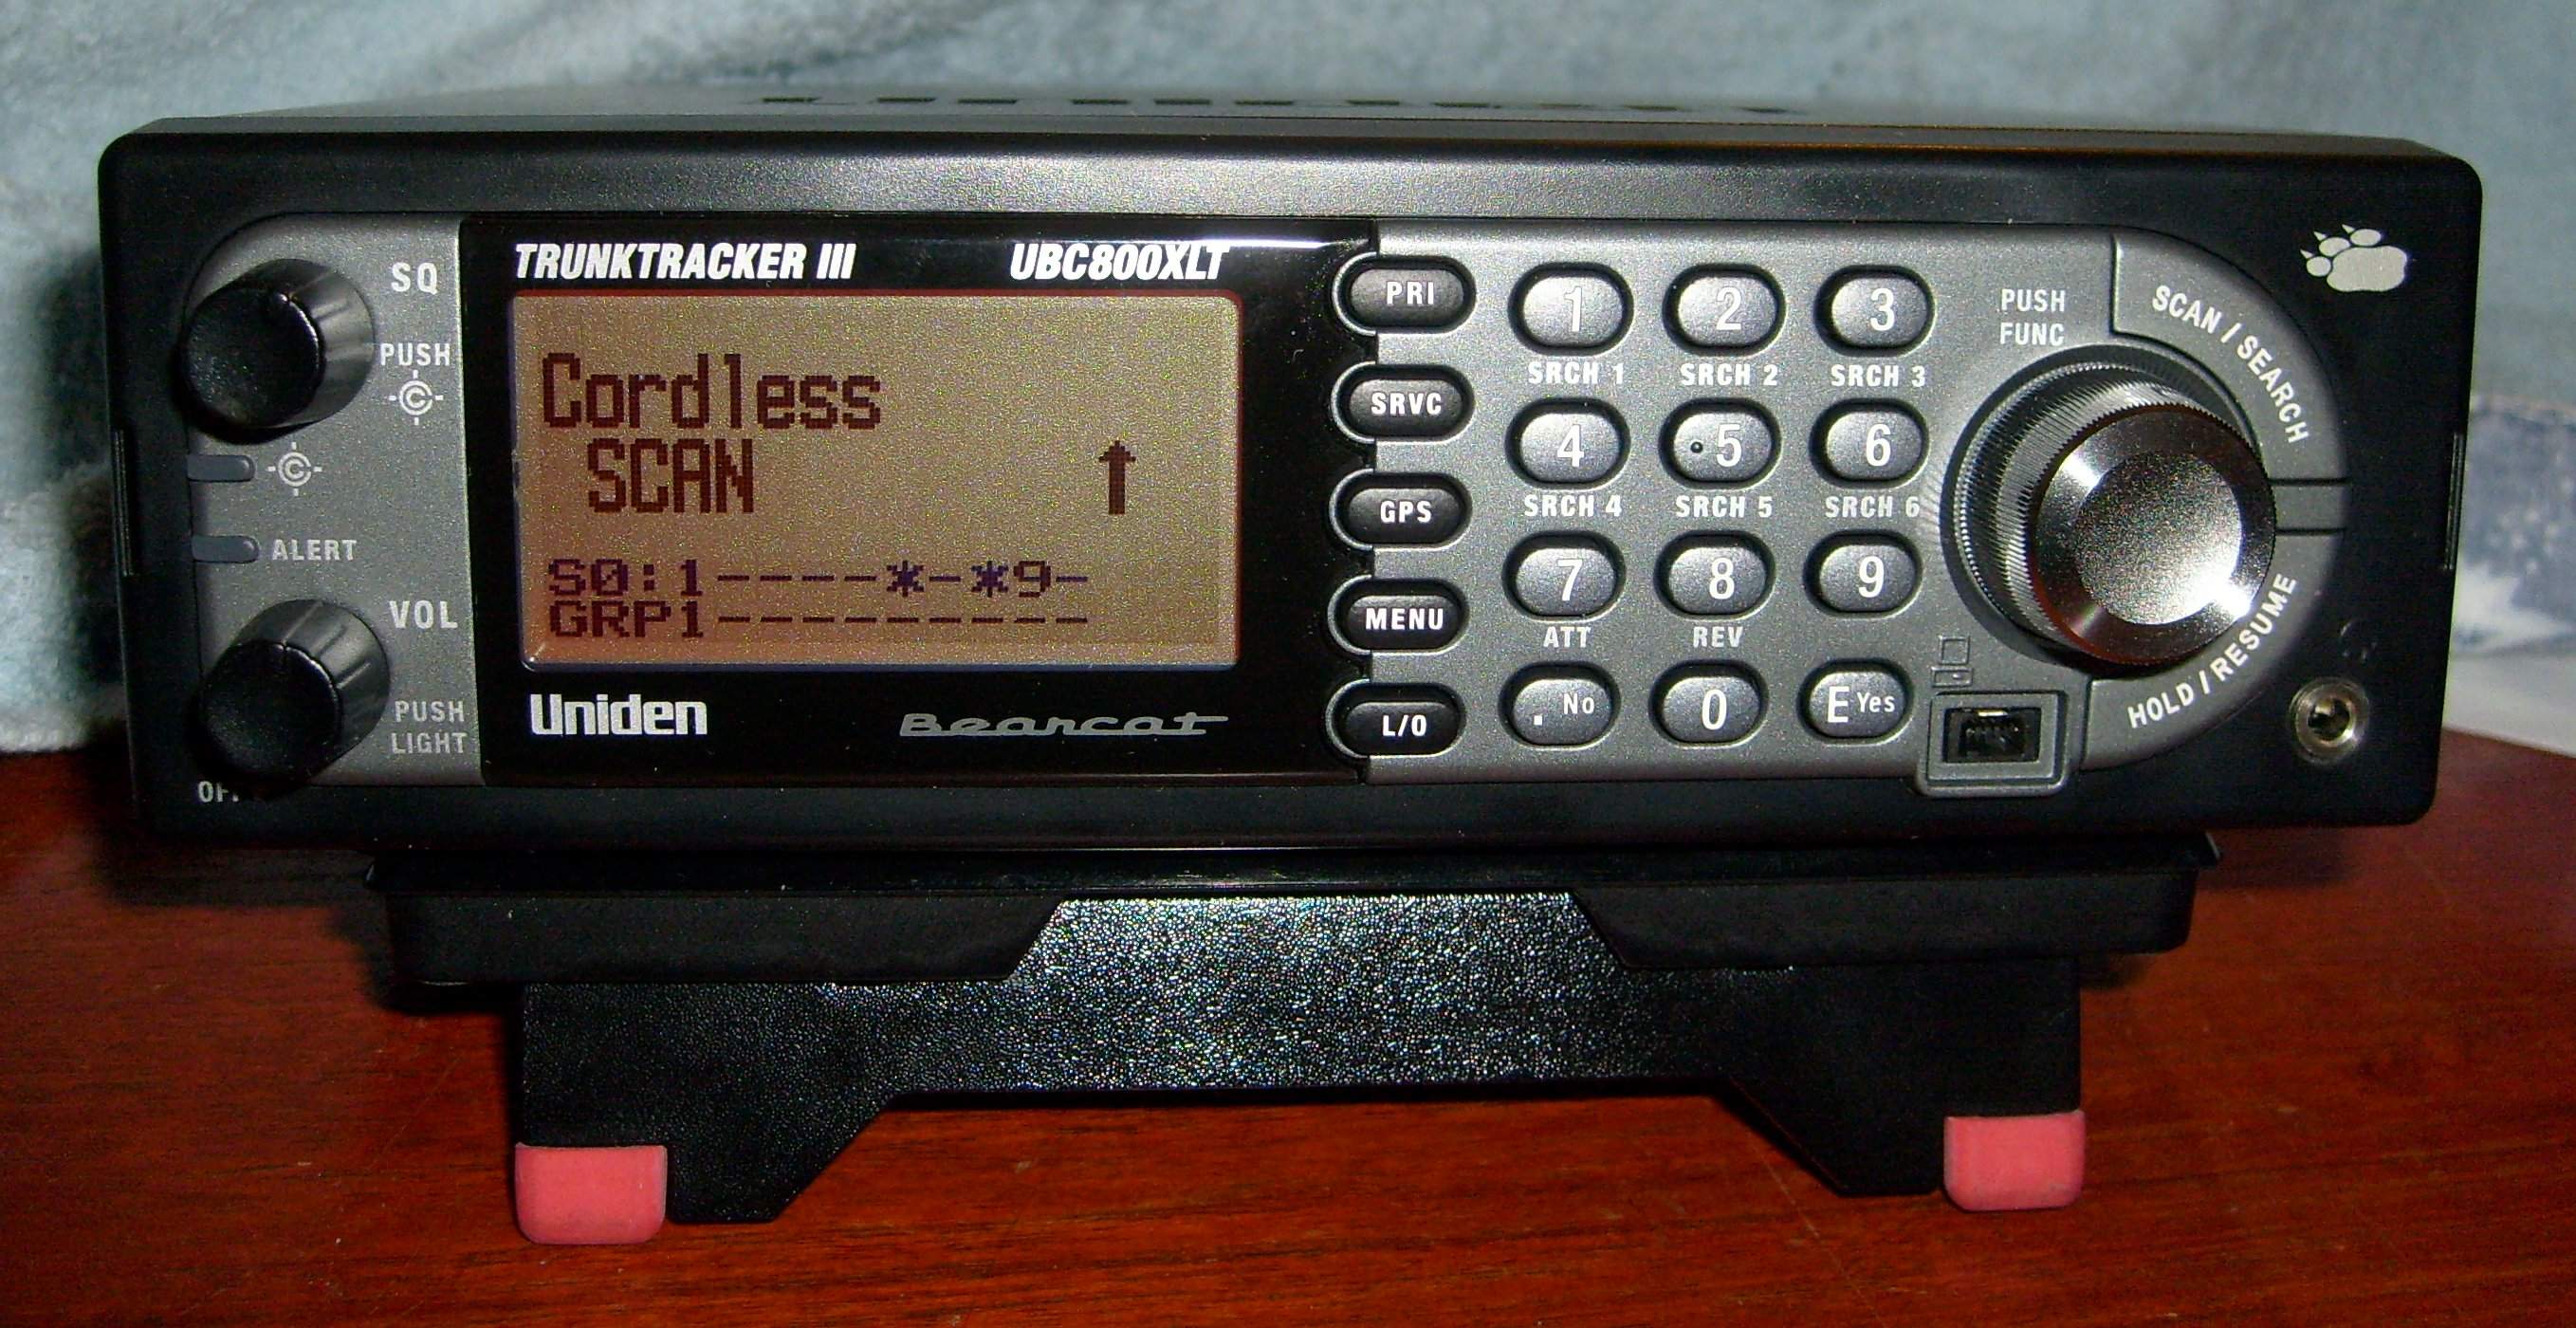 SQ
PUSH
ALERT
VOL
PUSH
LIGHT
TRUNKTRACKER III UBC800XLT
Cordless
SCAN ↑
S0:1----*-*9-
GRP1---------
Uniden Bearcat
PRI
SRVC
GPS
MENU
L/O
1 2 3
SRCH 1 SRCH 2 SRCH 3
4 5 6
SRCH 4 SRCH 5 SRCH 6
7 8 9
ATT REV
. No 0 E Yes
PUSH
FUNC
SCAN / SEARCH
HOLD / RESUME